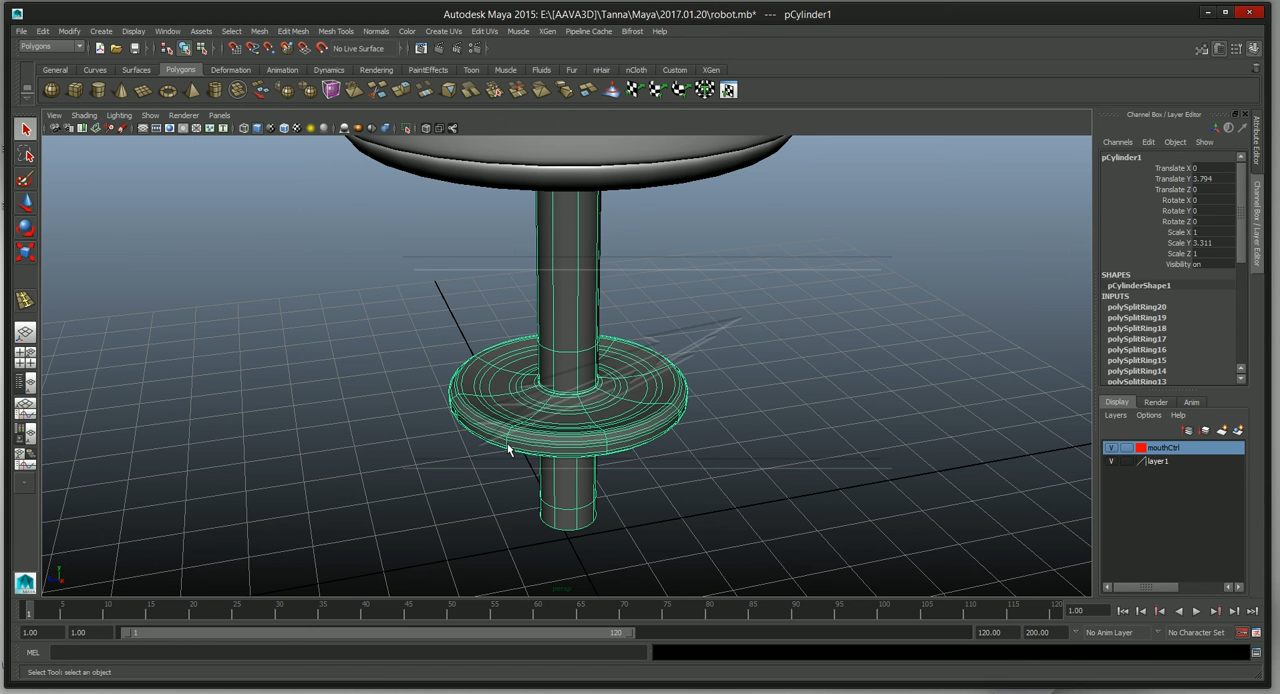 Autodesk Maya 2015: E:\[AAVA3D]\Tanna\Maya\2017.01.20\robot.mb* --- pCylinder1
File Edit Modify Create Display Window Assets Select Mesh Edit Mesh Mesh Tools Normals Color Create UVs Edit UVs Muscle XGen Pipeline Cache Bifrost Help
Polygons No Live Surface
General Curves Surfaces Polygons Deformation Animation Dynamics Rendering PaintEffects Toon Muscle Fluids Fur nHair nCloth Custom XGen
View Shading Lighting Show Renderer Panels
Channel Box / Layer Editor
Channels Edit Object Show
pCylinder1
Translate X 0
Translate Y 3.794
Translate Z 0
Rotate X 0
Rotate Y 0
Rotate Z 0
Scale X 1
Scale Y 3.311
Scale Z 1
Visibility on
SHAPES
pCylinderShape1
INPUTS
polySplitRing20
polySplitRing19
polySplitRing18
polySplitRing17
polySplitRing16
polySplitRing15
polySplitRing14
polySplitRing13
Attribute Editor
Channel Box / Layer Editor
Display Render Anim
Layers Options Help
V mouthCtrl
V layer1
persp
1 5 10 15 20 25 30 35 40 45 50 55 60 65 70 75 80 85 90 95 100 105 110 115 120 1.00
1.00 1.00 1 120 120.00 200.00 No Anim Layer No Character Set
MEL
Select Tool: select an object